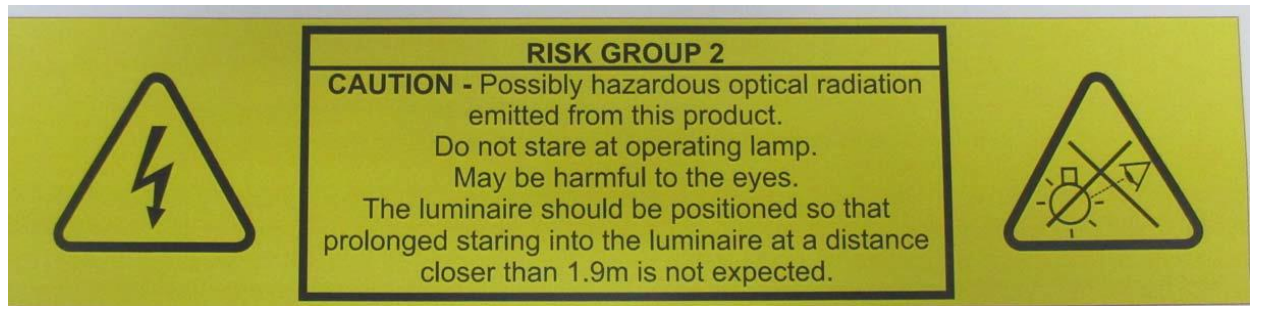 RISK GROUP 2
CAUTION - Possibly hazardous optical radiation
emitted from this product.
Do not stare at operating lamp.
May be harmful to the eyes.
The luminaire should be positioned so that
prolonged staring into the luminaire at a distance
closer than 1.9m is not expected.